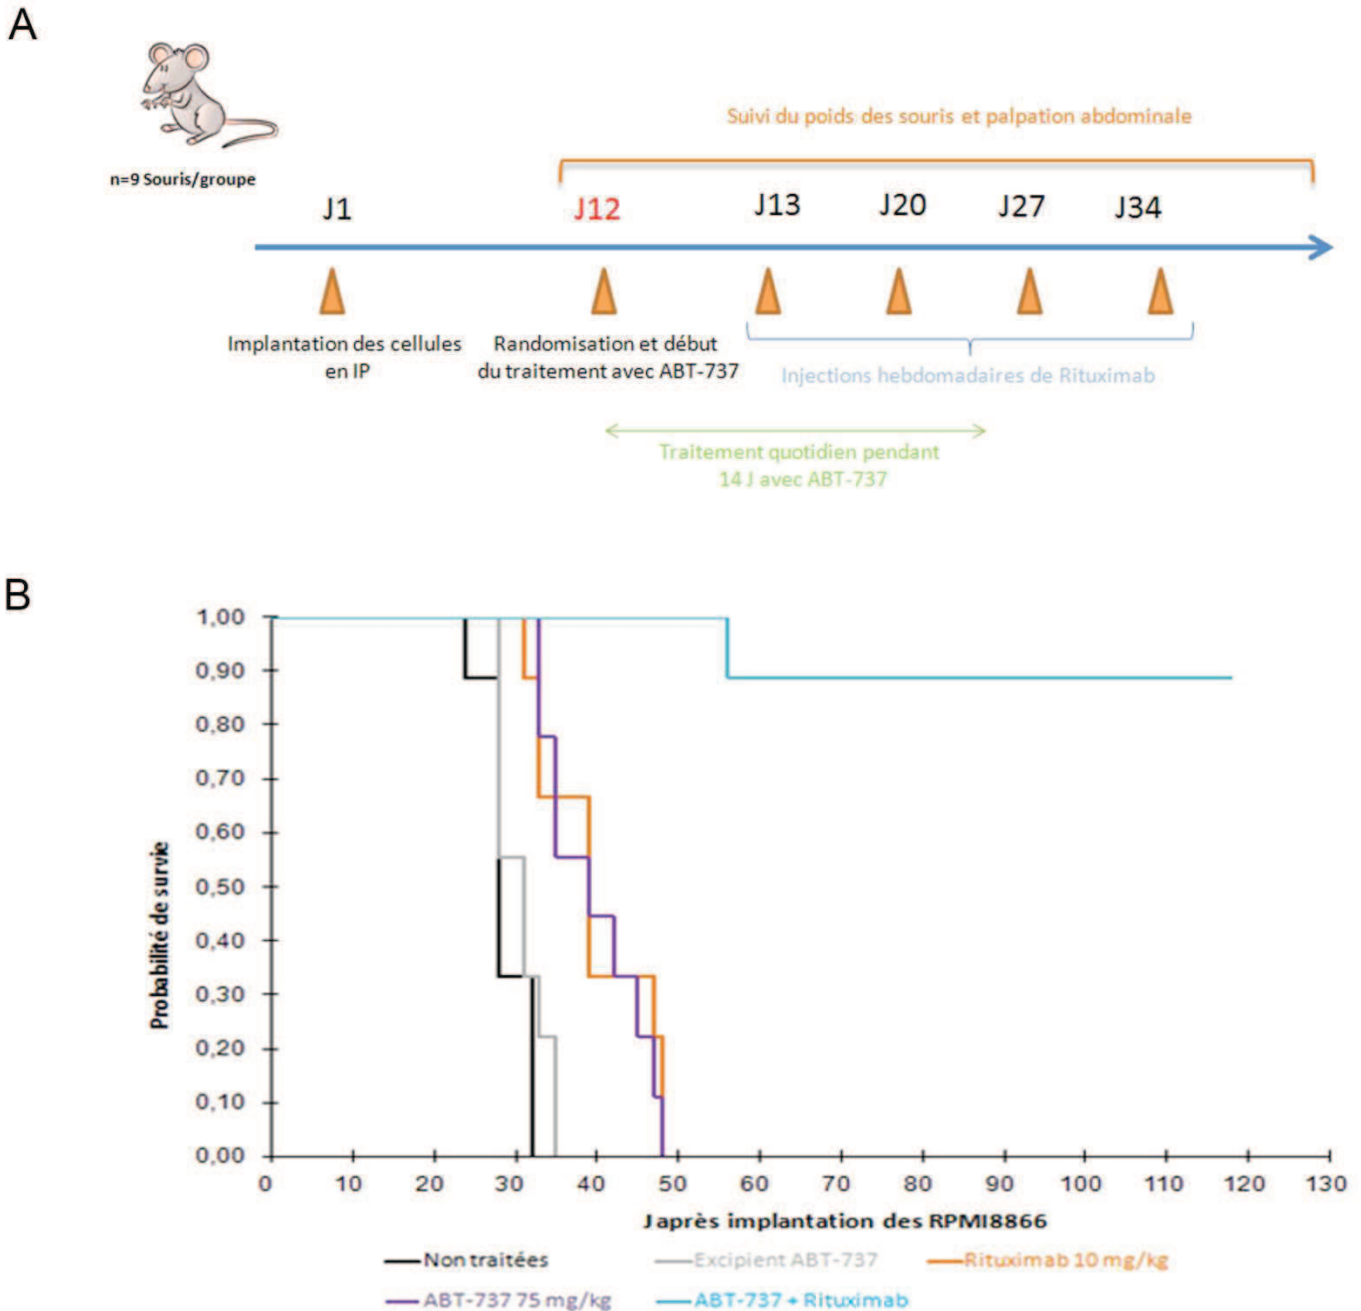 A
Suivi du poids des souris et palpation abdominale
n=9 Souris/groupe
J1
J12
J13
J20
J27
J34
Implantation des cellules
en IP
Randomisation et début
du traitement avec ABT-737
Injections hebdomadaires de Rituximab
Traitement quotidien pendant
14 J avec ABT-737
B
Probabilité de survie
1,00
0,90
0,80
0,70
0,60
0,50
0,40
0,30
0,20
0,10
0,00
0 10 20 30 40 50 60 70 80 90 100 110 120 130
J après implantation des RPMI8866
Non traitées Excipient ABT-737 Rituximab 10 mg/kg
ABT-737 75 mg/kg ABT-737 + Rituximab